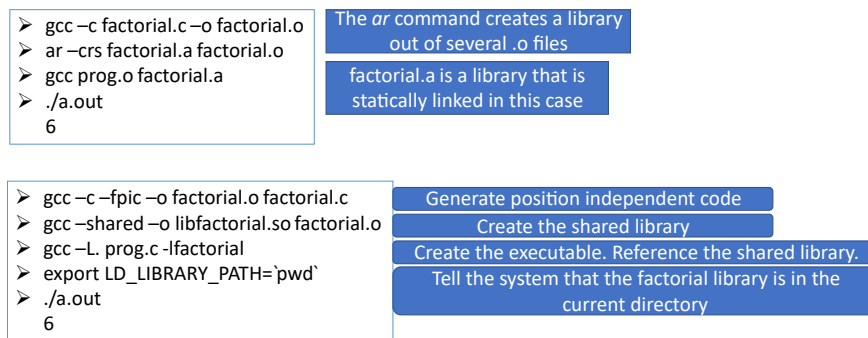 ➢ gcc –c factorial.c –o factorial.o
➢ ar –crs factorial.a factorial.o
➢ gcc prog.o factorial.a
➢ ./a.out
6
The ar command creates a library
out of several .o files
factorial.a is a library that is
statically linked in this case
➢ gcc –c –fpic –o factorial.o factorial.c
➢ gcc –shared –o libfactorial.so factorial.o
➢ gcc –L. prog.c -lfactorial
➢ export LD_LIBRARY_PATH=`pwd`
➢ ./a.out
6
Generate position independent code
Create the shared library
Create the executable. Reference the shared library.
Tell the system that the factorial library is in the
current directory